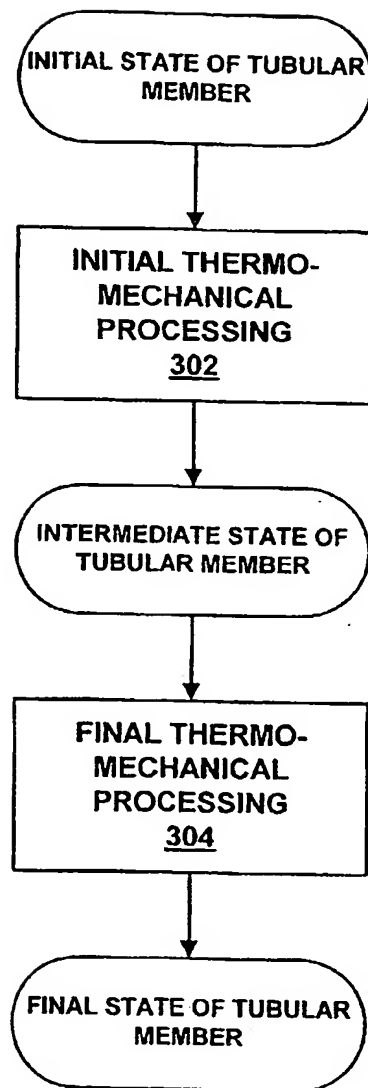 INITIAL STATE OF TUBULAR
MEMBER
INITIAL THERMO-
MECHANICAL
PROCESSING
302
INTERMEDIATE STATE OF
TUBULAR MEMBER
FINAL THERMO-
MECHANICAL
PROCESSING
304
FINAL STATE OF TUBULAR
MEMBER